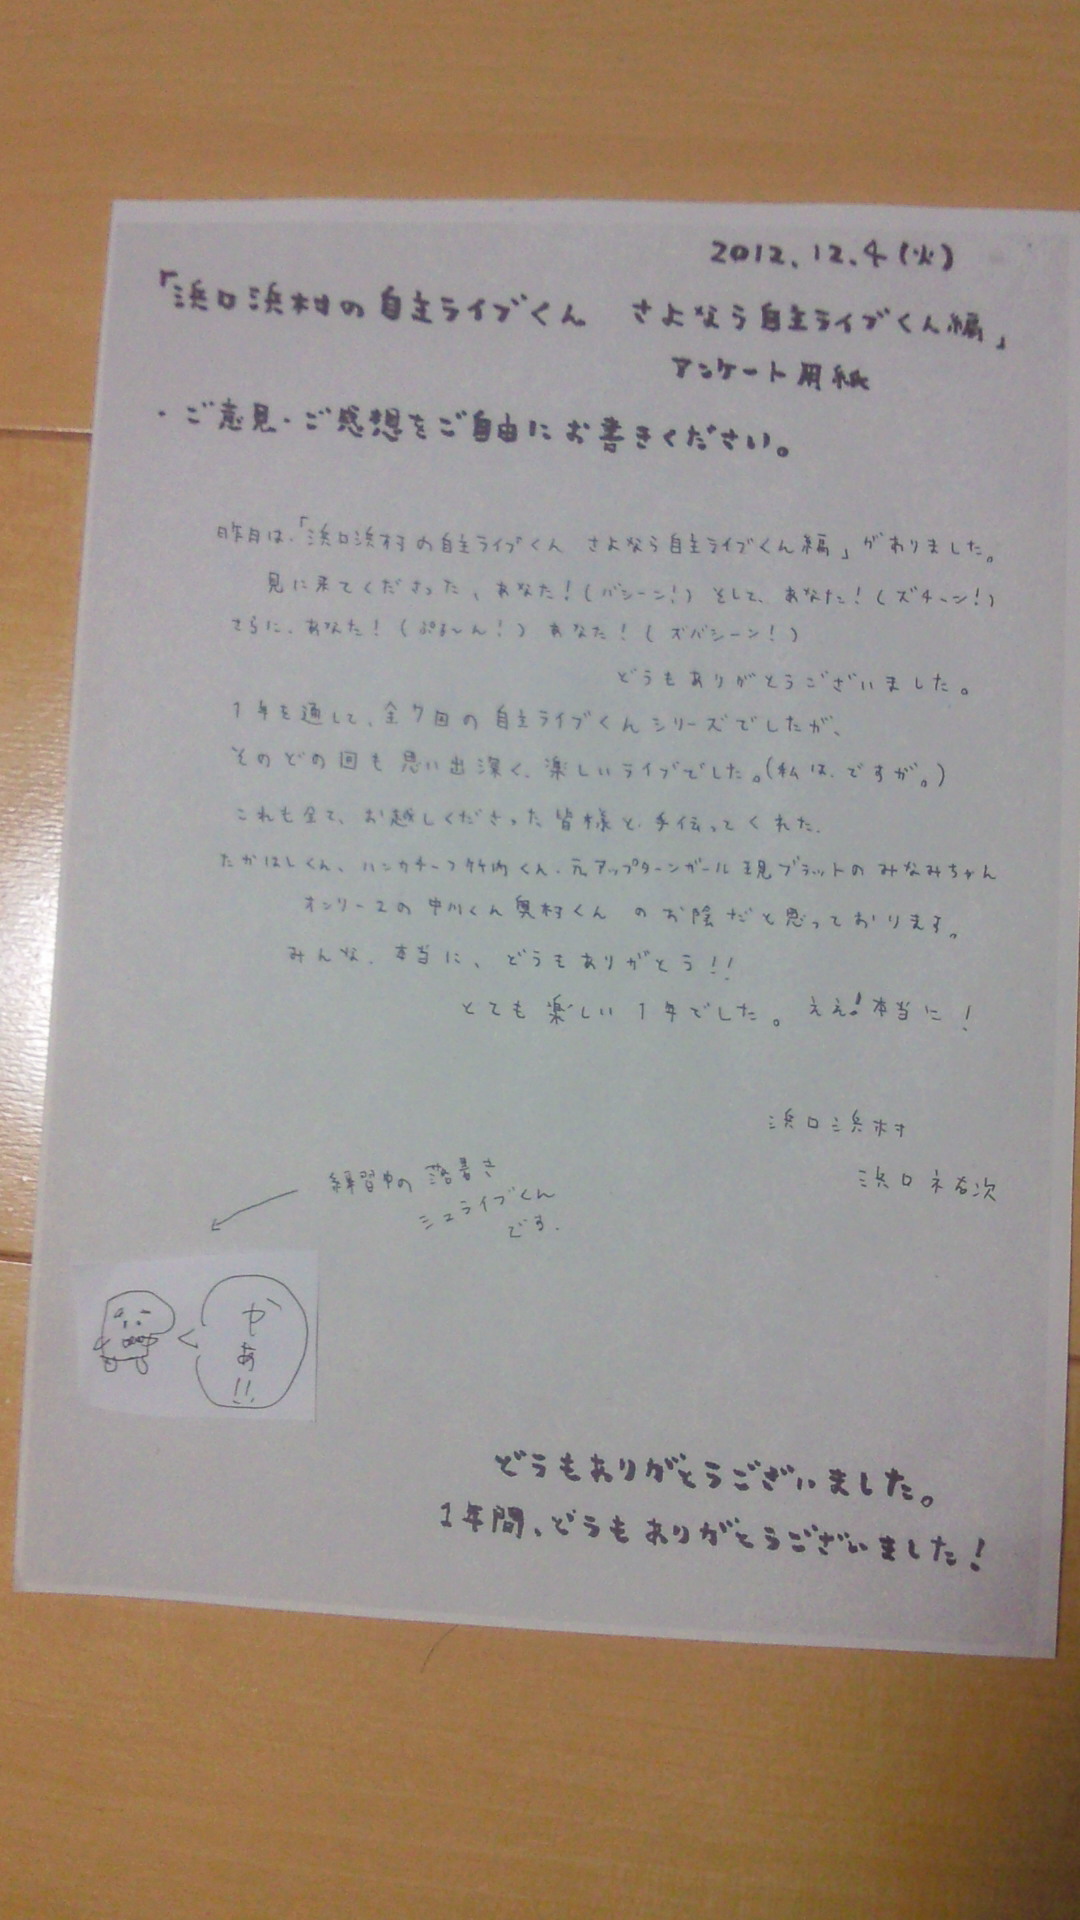 2012.12.4(火)
「浜口浜村の自主ライブくん さよなら自主ライブくん編」
アンケート用紙
・ご意見・ご感想をご自由にお書きください。
昨日は、「浜口浜村の自主ライブくん さよなら自主ライブくん編」がありました。
見に来てくださった、あなた!(バシーン!)そして、あなた!(ズチーン!)
さらに、あなた!(ぷる〜ん!)あなた!(ズバシーン!)
どうもありがとうございました。
1年を通して、全7回の自主ライブくんシリーズでしたが、
そのどの回も思い出深く、楽しいライブでした。(私は、ですが。)
これも全て、お越しくださった皆様と、手伝ってくれた、
たかはしくん、ハンカチーフ竹内くん、元アップターンガール現ブラットのみなみちゃん
オンリー2の中川くん奥村くんのお陰だと思っております。
みんな、本当に、どうもありがとう!!
とても楽しい1年でした。ええ!本当に!
浜口浜村
浜口祐次
練習中の落書き
シュライブくん
です。
やぁ!!
どうもありがとうございました。
1年間、どうもありがとうございました!